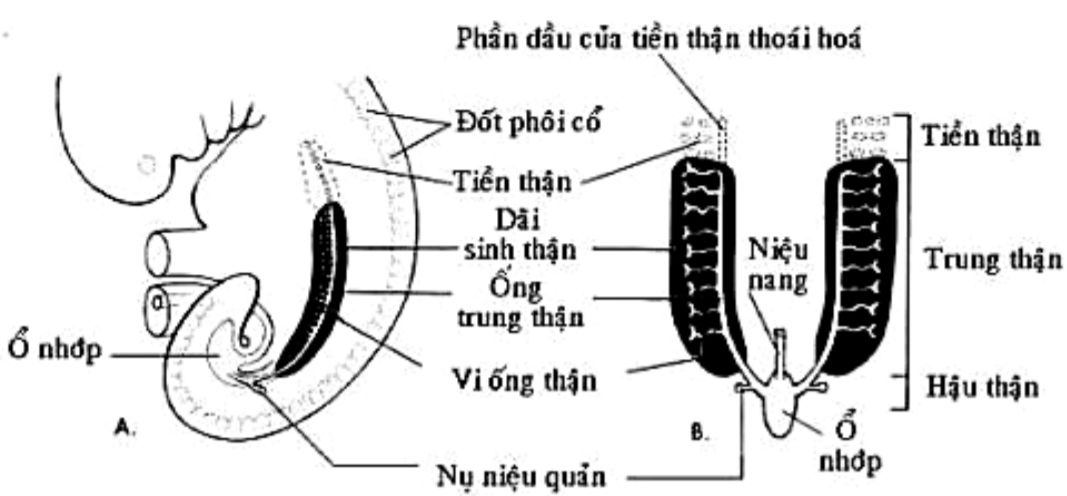 Phần đầu của tiền thận thoái hoá
Đốt phôi cổ
Tiền thận
Tiền thận
Dãi
sinh thận
Niệu
nang
Trung thận
Ống
trung thận
a
Ổ nhớp
Vi ống thận
Hậu thận
A.
B.
Ổ
nhớp
Nụ niệu quản